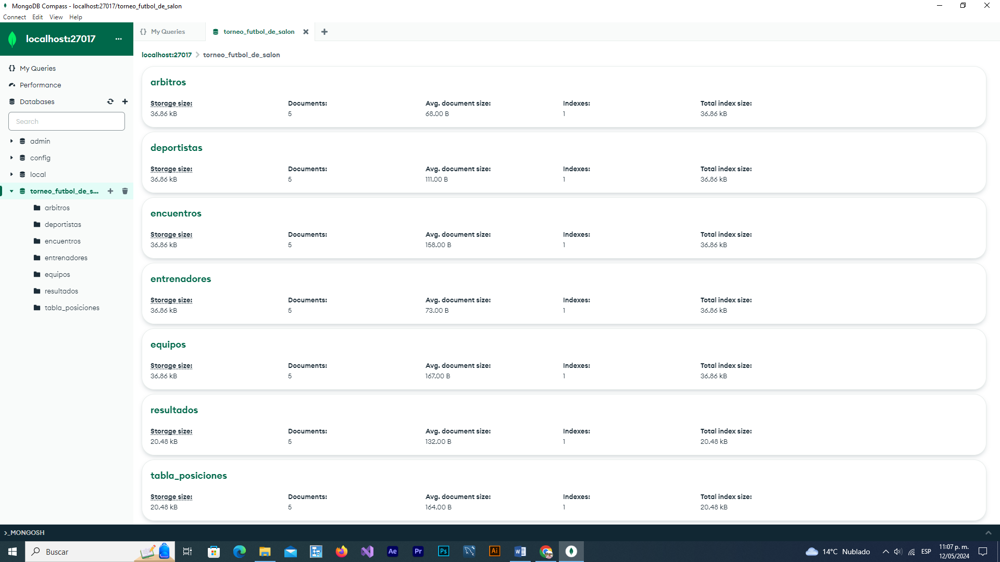 MongoDB Compass - localhost:27017/torneo_futbol_de_salon
Connect Edit View Help
localhost:27017 ...
My Queries
torneo_futbol_de_salon
localhost:27017 > torneo_futbol_de_salon
My Queries
Performance
Databases
Search
admin
config
local
torneo_futbol_de_s...
arbitros
deportistas
encuentros
entrenadores
equipos
resultados
tabla_posiciones
arbitros
Storage size: Documents: Avg. document size: Indexes: Total index size:
36.86 kB 5 68.00 B 1 36.86 kB
deportistas
Storage size: Documents: Avg. document size: Indexes: Total index size:
36.86 kB 5 111.00 B 1 36.86 kB
encuentros
Storage size: Documents: Avg. document size: Indexes: Total index size:
36.86 kB 5 158.00 B 1 36.86 kB
entrenadores
Storage size: Documents: Avg. document size: Indexes: Total index size:
36.86 kB 5 73.00 B 1 36.86 kB
equipos
Storage size: Documents: Avg. document size: Indexes: Total index size:
36.86 kB 5 167.00 B 1 36.86 kB
resultados
Storage size: Documents: Avg. document size: Indexes: Total index size:
20.48 kB 5 132.00 B 1 20.48 kB
tabla_posiciones
Storage size: Documents: Avg. document size: Indexes: Total index size:
20.48 kB 5 164.00 B 1 20.48 kB
>_MONGOSH
Buscar
Ae Pr Ps Ai
14°C Nublado
ESP
11:07 p. m.
12/05/2024